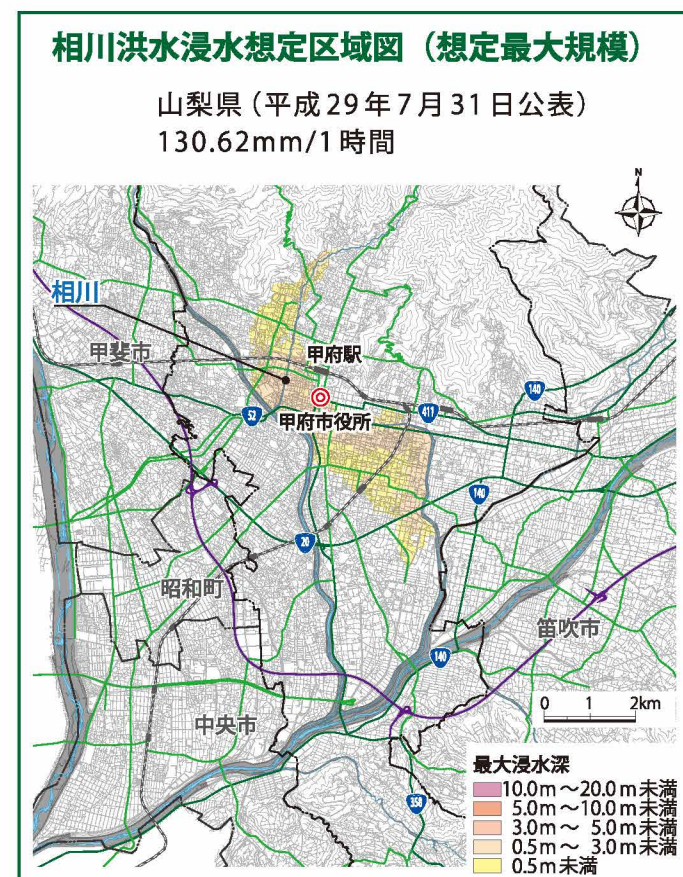 相川洪水浸水想定区域図（想定最大規模）
山梨県（平成29年7月31日公表）
130.62mm/1時間
N
相川
甲斐市
甲府駅
140
52
411
甲府市役所
140
20
昭和町
笛吹市
140
0 1 2km
中央市
358
最大浸水深
10.0m～20.0m未満
5.0m～10.0m未満
3.0m～ 5.0m未満
0.5m～ 3.0m未満
0.5m未満